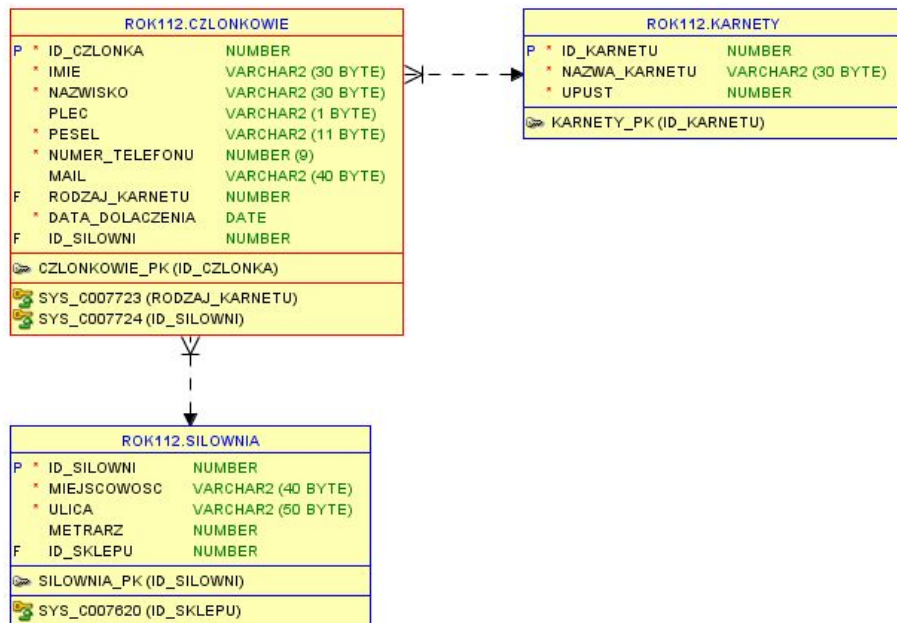 ROK112.CZLONKOWIE
P * ID_CZLONKA NUMBER
* IMIE VARCHAR2 (30 BYTE)
* NAZWISKO VARCHAR2 (30 BYTE)
PLEC VARCHAR2 (1 BYTE)
* PESEL VARCHAR2 (11 BYTE)
* NUMER_TELEFONU NUMBER (9)
MAIL VARCHAR2 (40 BYTE)
F RODZAJ_KARNETU NUMBER
* DATA_DOLACZENIA DATE
F ID_SILOWNI NUMBER
CZLONKOWIE_PK (ID_CZLONKA)
SYS_C007723 (RODZAJ_KARNETU)
SYS_C007724 (ID_SILOWNI)
ROK112.KARNETY
P * ID_KARNETU NUMBER
* NAZWA_KARNETU VARCHAR2 (30 BYTE)
* UPUST NUMBER
KARNETY_PK (ID_KARNETU)
ROK112.SILOWNIA
P * ID_SILOWNI NUMBER
* MIEJSCOWOSC VARCHAR2 (40 BYTE)
* ULICA VARCHAR2 (50 BYTE)
METRARZ NUMBER
F ID_SKLEPU NUMBER
SILOWNIA_PK (ID_SILOWNI)
SYS_C007620 (ID_SKLEPU)